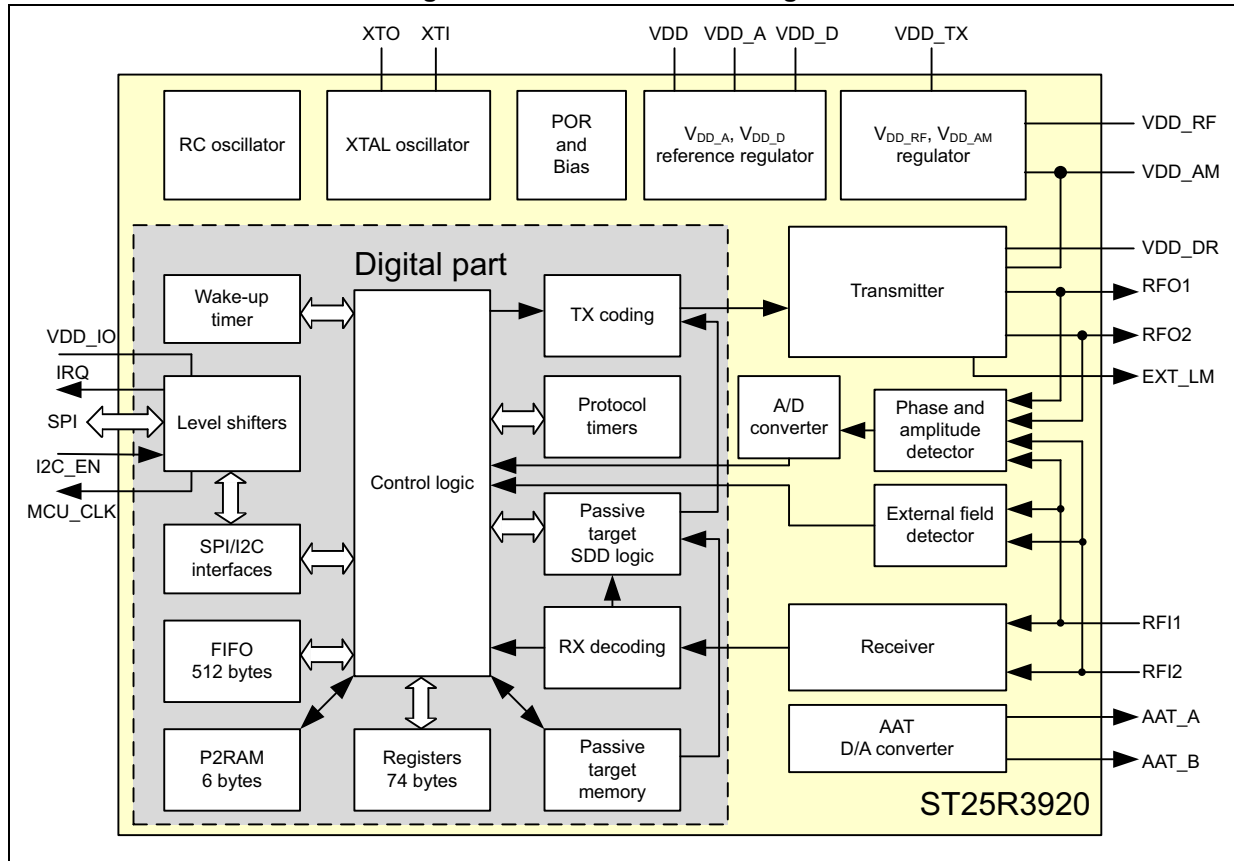 XTO XTI VDD VDD_A VDD_D VDD_TX
RC oscillator
XTAL oscillator
POR
and
Bias
VDD_A, VDD_D
reference regulator
VDD_RF, VDD_AM
regulator
VDD_RF
VDD_AM
VDD_DR
RFO1
RFO2
EXT_LM
Digital part
Wake-up
timer
TX coding
Transmitter
VDD_IO
IRQ
SPI
I2C_EN
MCU_CLK
Level shifters
Control logic
Protocol
timers
A/D
converter
Phase and
amplitude
detector
SPI/I2C
interfaces
Passive
target
SDD logic
External field
detector
FIFO
512 bytes
RX decoding
Receiver
RFI1
RFI2
P2RAM
6 bytes
Registers
74 bytes
Passive
target
memory
AAT
D/A converter
AAT_A
AAT_B
ST25R3920